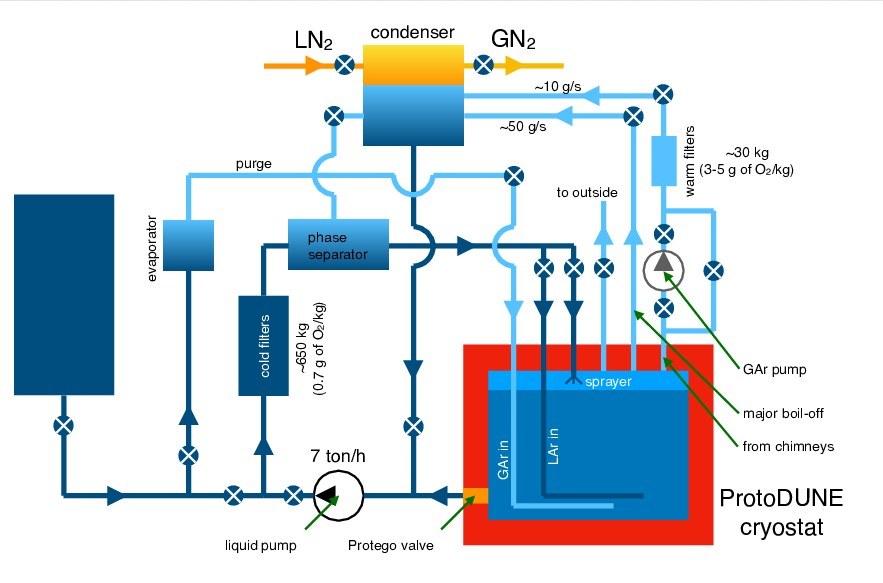 condenser
LN₂
GN₂
~10 g/s
~50 g/s
warm filters
~30 kg
(3-5 g of O₂/kg)
purge
to outside
evaporator
phase
separator
cold filters
~650 kg
(0.7 g of O₂/kg)
sprayer
GAr pump
major boil-off
from chimneys
GAr in
LAr in
7 ton/h
liquid pump
Protego valve
ProtoDUNE
cryostat